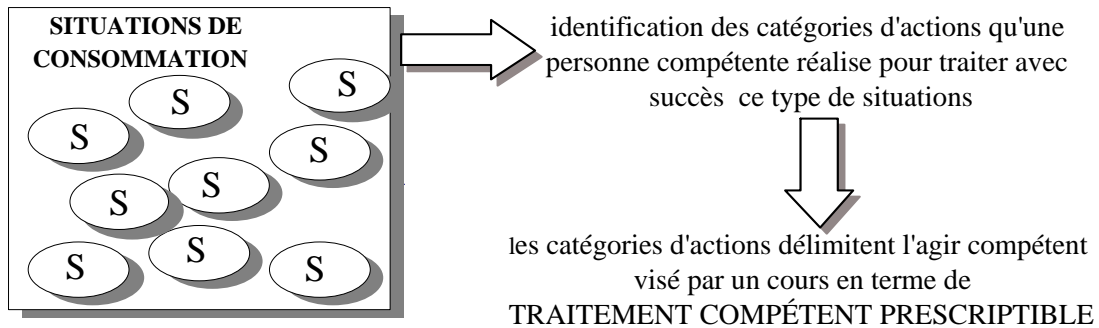 SITUATIONS DE
CONSOMMATION
S
S
S
S
S
S
S
S
S
S
identification des catégories d'actions qu'une
personne compétente réalise pour traiter avec
succès ce type de situations
les catégories d'actions délimitent l'agir compétent
visé par un cours en terme de
TRAITEMENT COMPÉTENT PRESCRIPTIBLE